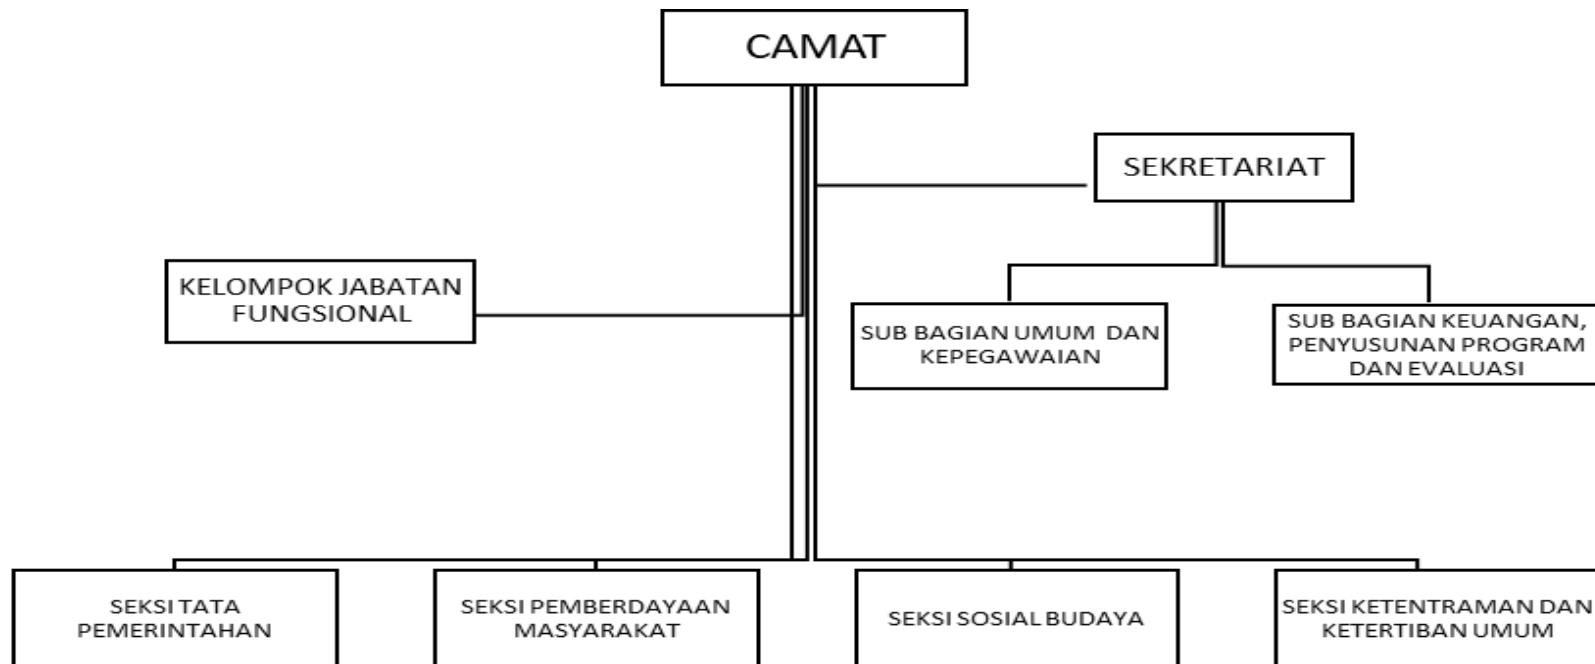 CAMAT
SEKRETARIAT
KELOMPOK JABATAN
FUNGSIONAL
SUB BAGIAN UMUM DAN
KEPEGAWAIAN
SUB BAGIAN KEUANGAN,
PENYUSUNAN PROGRAM
DAN EVALUASI
SEKSI TATA
PEMERINTAHAN
SEKSI PEMBERDAYAAN
MASYARAKAT
SEKSI SOSIAL BUDAYA
SEKSI KETENTRAMAN DAN
KETERTIBAN UMUM